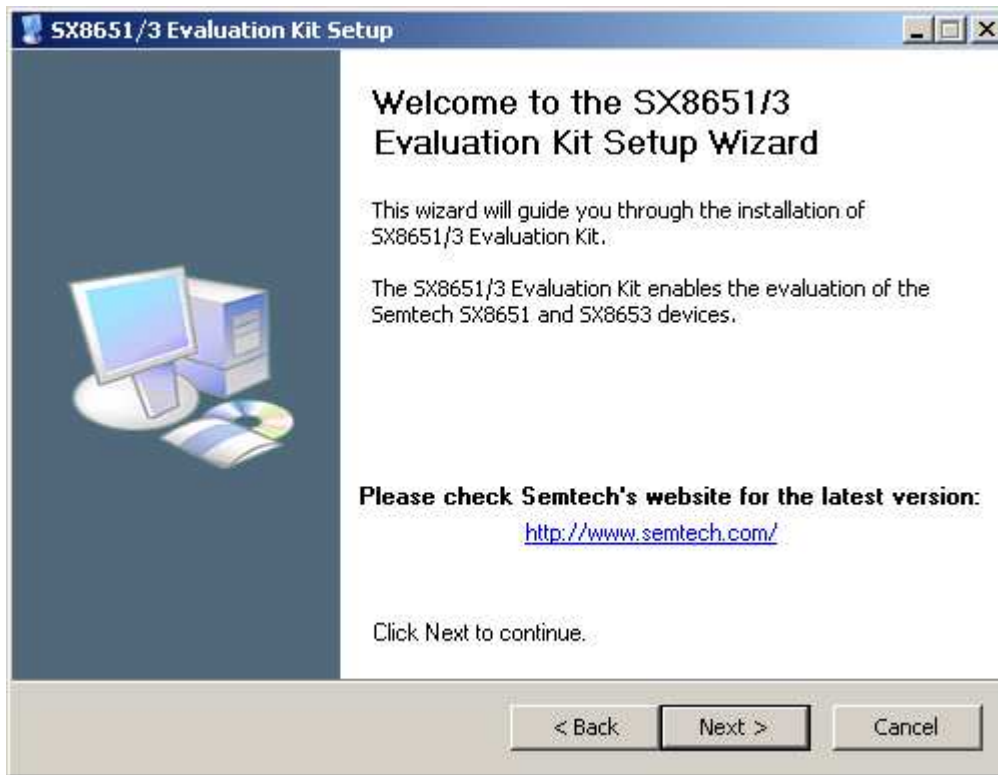 SX8651/3 Evaluation Kit Setup
Welcome to the SX8651/3
Evaluation Kit Setup Wizard
This wizard will guide you through the installation of
SX8651/3 Evaluation Kit.
The SX8651/3 Evaluation Kit enables the evaluation of the
Semtech SX8651 and SX8653 devices.
Please check Semtech's website for the latest version:
http://www.semtech.com/
Click Next to continue.
< Back
Next >
Cancel